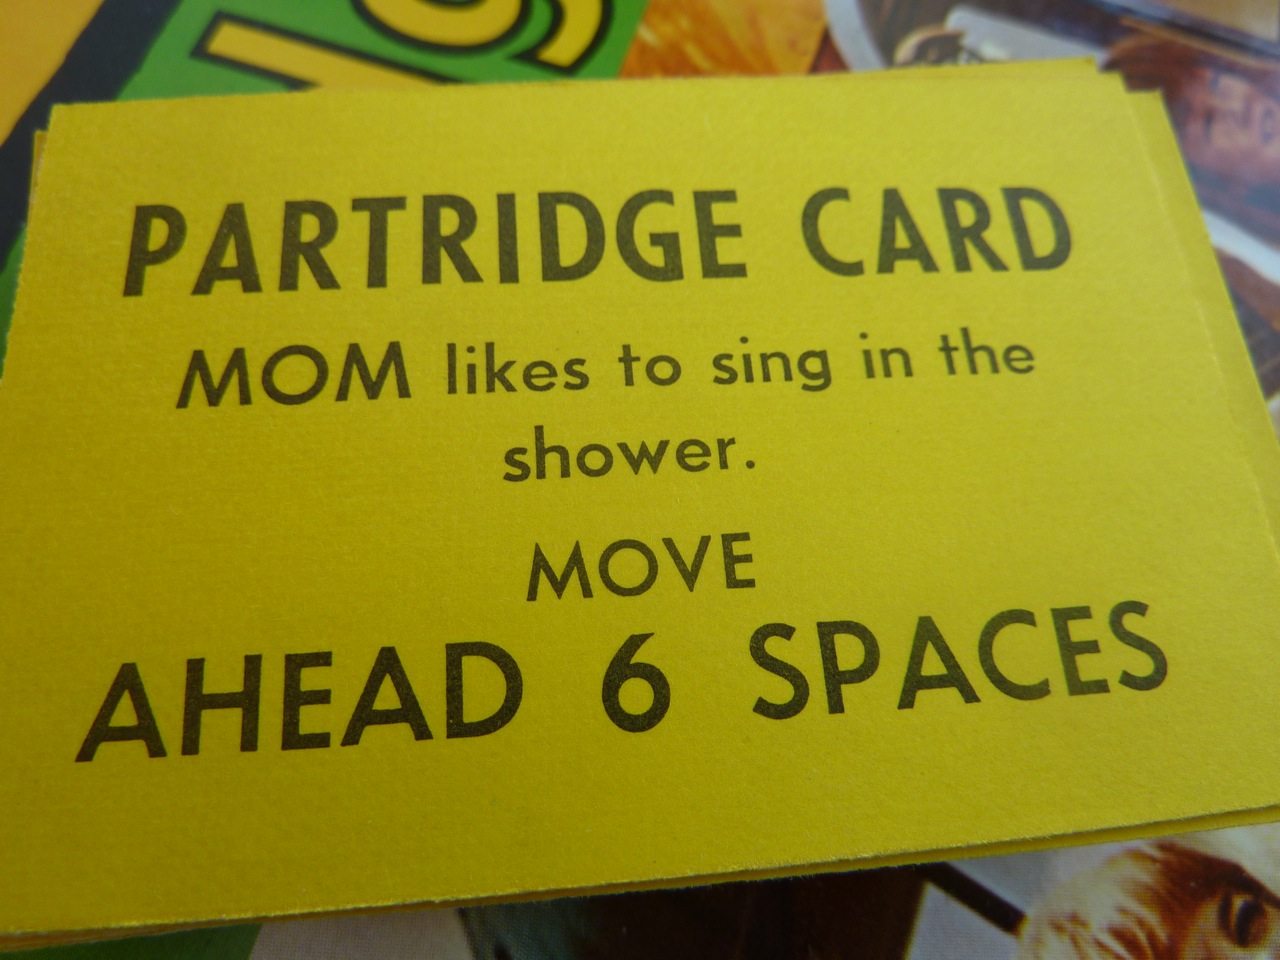 PARTRIDGE CARD
MOM likes to sing in the
shower.
MOVE
AHEAD 6 SPACES